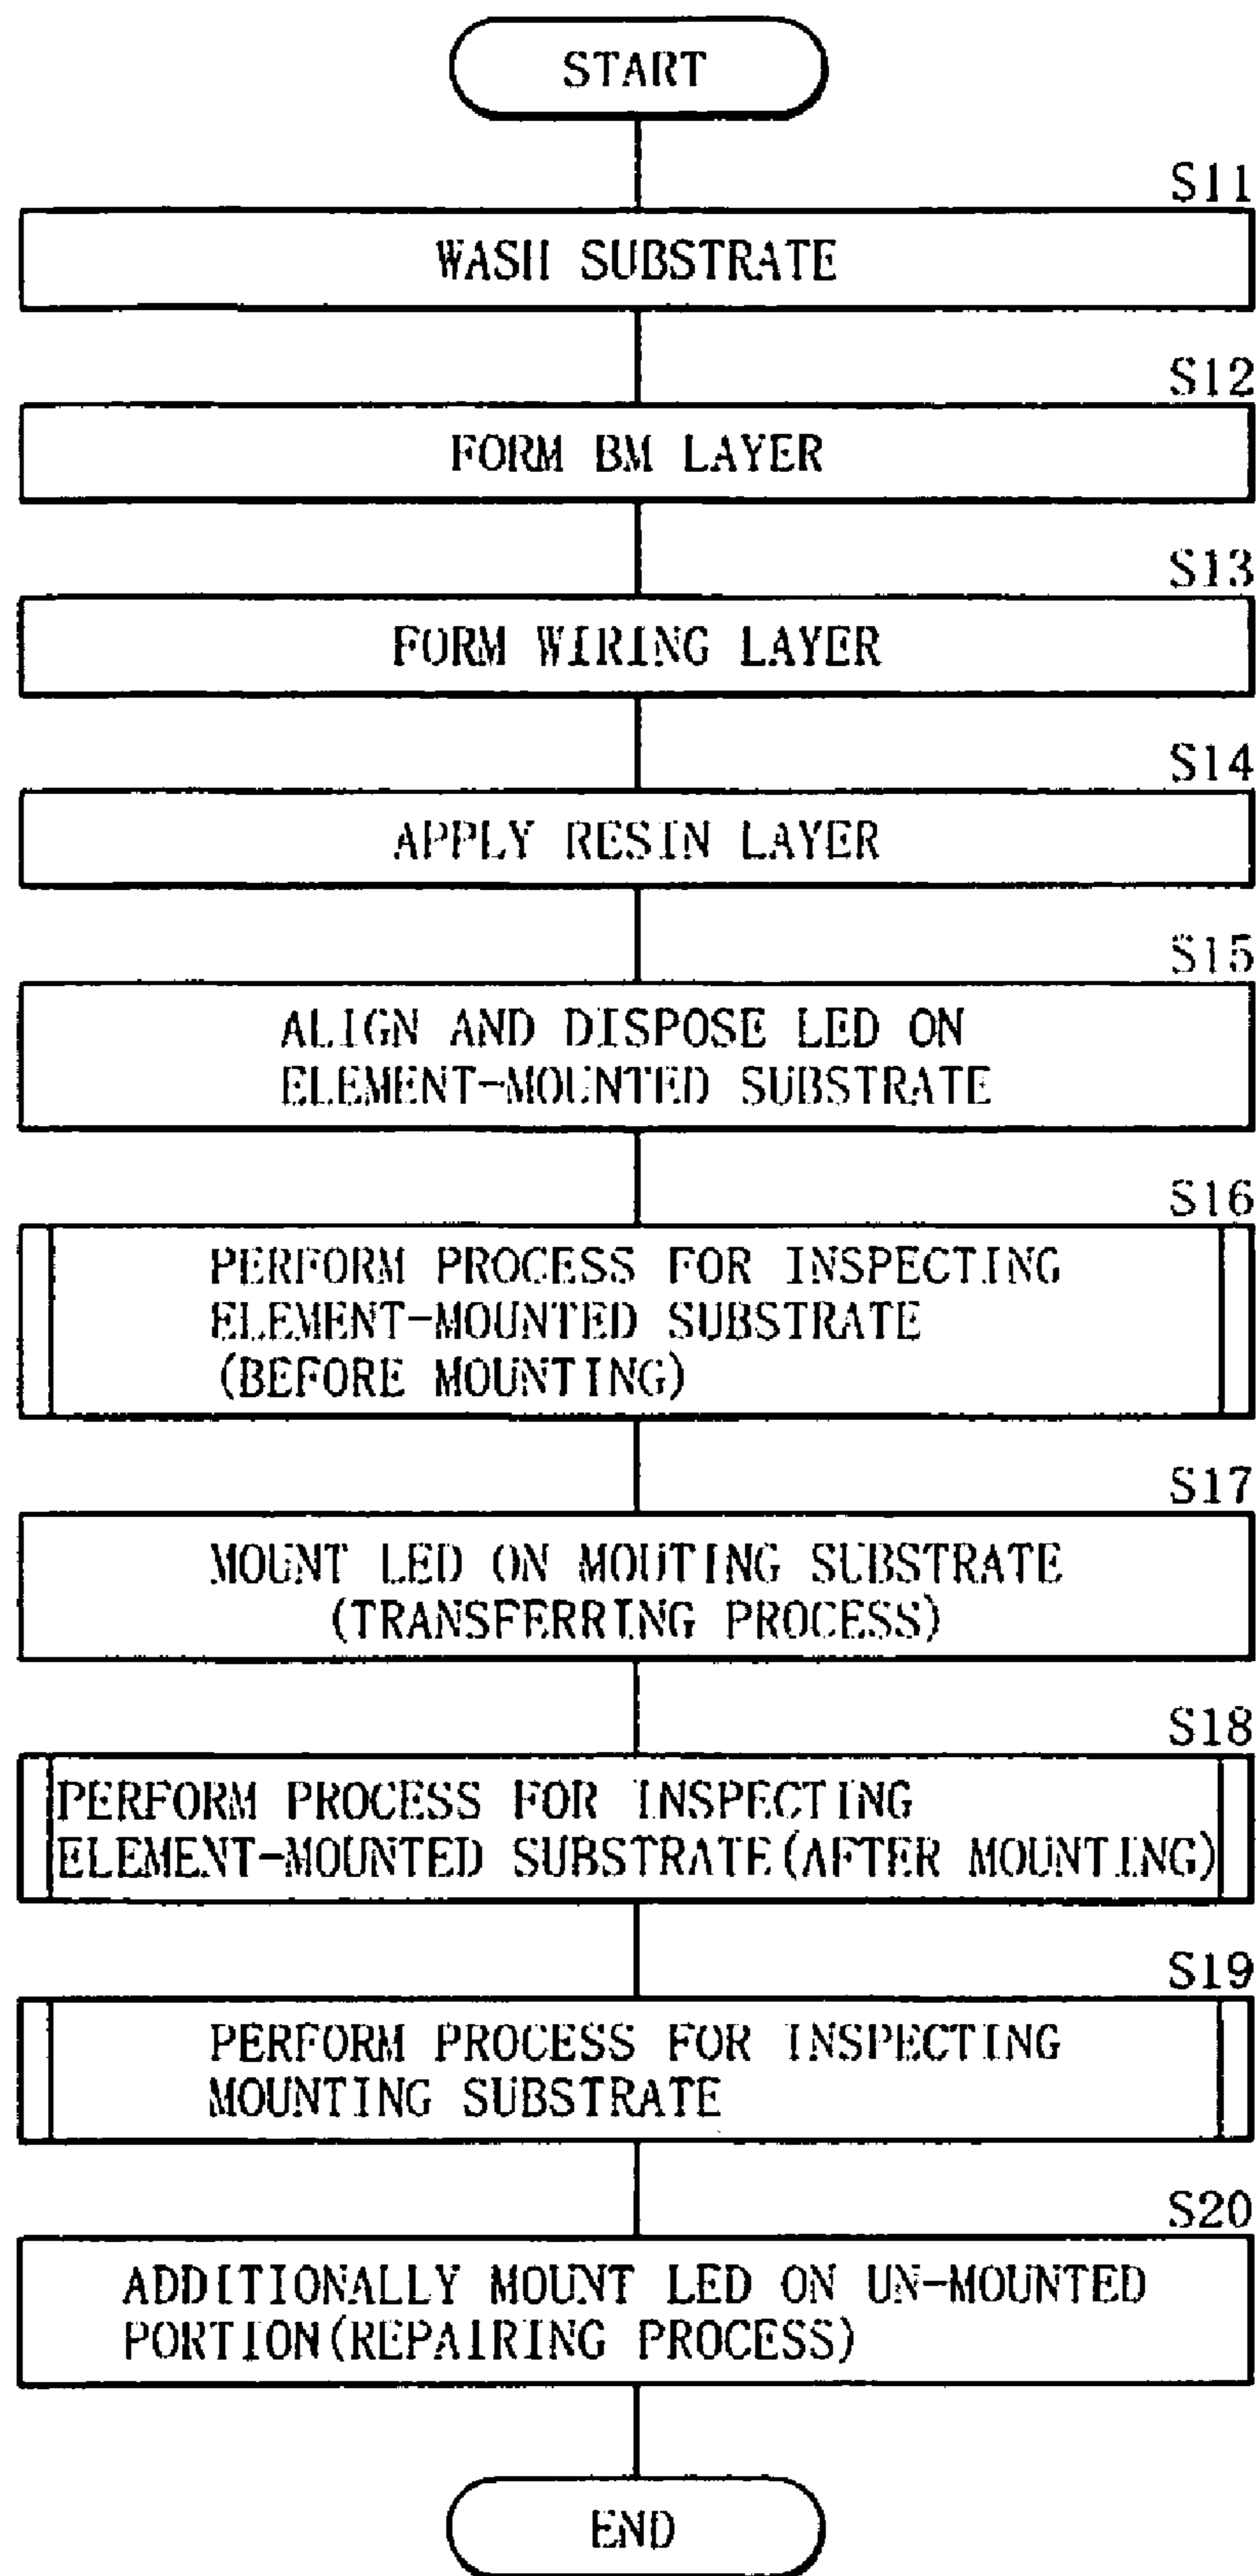 START
S11
WASH SUBSTRATE
S12
FORM BM LAYER
S13
FORM WIRING LAYER
S14
APPLY RESIN LAYER
S15
ALIGN AND DISPOSE LED ON
ELEMENT-MOUNTED SUBSTRATE
S16
PERFORM PROCESS FOR INSPECTING
ELEMENT-MOUNTED SUBSTRATE
(BEFORE MOUNTING)
S17
MOUNT LED ON MOUTING SUBSTRATE
(TRANSFERRING PROCESS)
S18
PERFORM PROCESS FOR INSPECTING
ELEMENT-MOUNTED SUBSTRATE(AFTER MOUNTING)
S19
PERFORM PROCESS FOR INSPECTING
MOUNTING SUBSTRATE
S20
ADDITIONALLY MOUNT LED ON UN-MOUNTED
PORTION(REPAIRING PROCESS)
END